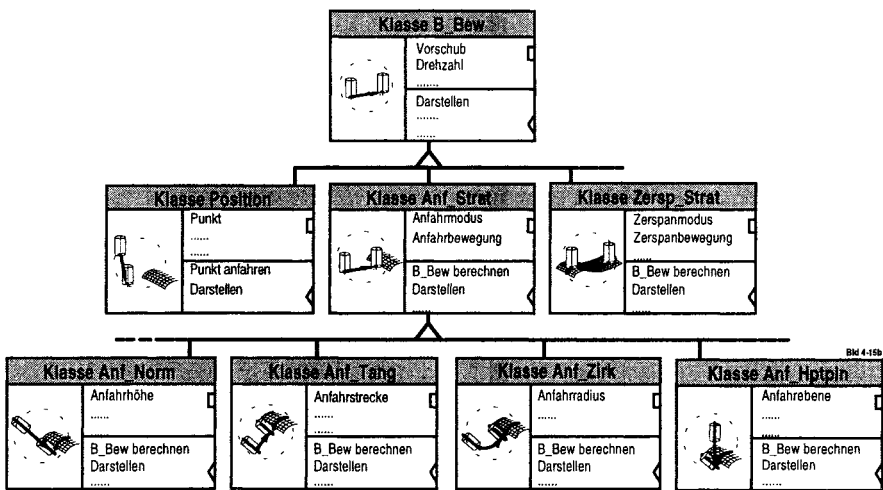 Klasse B_Bew
Vorschub
Drehzahl
......
Darstellen
.......
......
Klasse Position
Punkt
......
......
Punkt anfahren
Darstellen
Klasse Anf_Strat
Anfahrmodus
Anfahrbewegung
B_Bew berechnen
Darstellen
......
Klasse Zersp_Strat
Zerspanmodus
Zerspanbewegung
......
B_Bew berechnen
Darstellen
......
Bild 4-15b
Klasse Anf_Norm
Anfahrhöhe
......
B_Bew berechnen
Darstellen
......
Klasse Anf_Tang
Anfahrstrecke
......
......
B_Bew berechnen
Darstellen
......
Klasse Anf_Zirk
Anfahrradius
......
B_Bew berechnen
Darstellen
......
Klasse Anf_Hptpln
Anfahrebene
......
......
B_Bew berechnen
Darstellen
......